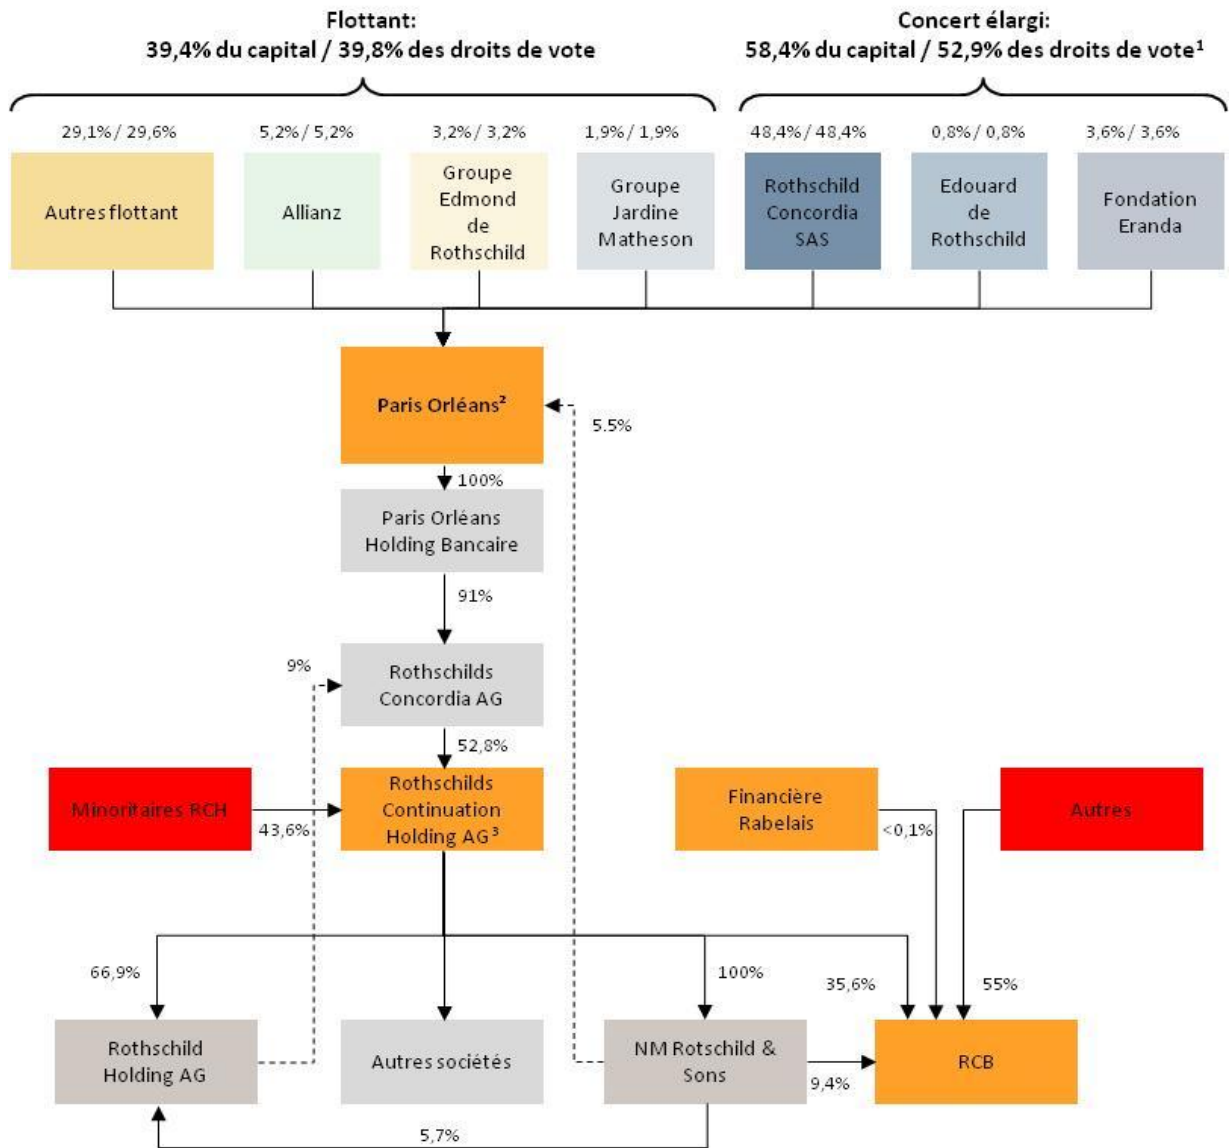 Flottant:
39,4% du capital / 39,8% des droits de vote
Concert élargi:
58,4% du capital / 52,9% des droits de vote¹
29,1% / 29,6%
5,2% / 5,2%
3,2% / 3,2%
1,9% / 1,9%
48,4% / 48,4%
0,8% / 0,8%
3,6% / 3,6%
Autres flottant
Allianz
Groupe
Edmond
de
Rothschild
Groupe
Jardine
Matheson
Rothschild
Concordia
SAS
Edouard
de
Rothschild
Fondation
Eranda
Paris Orléans²
5.5%
100%
Paris Orléans
Holding Bancaire
91%
9%
Rothschilds
Concordia AG
52,8%
Minoritaires RCH
43,6%
Rothschilds
Continuation
Holding AG³
Financière
Rabelais
<0,1%
Autres
66,9%
100%
35,6%
55%
Rothschild
Holding AG
Autres sociétés
NM Rotschild &
Sons
9,4%
RCB
5,7%